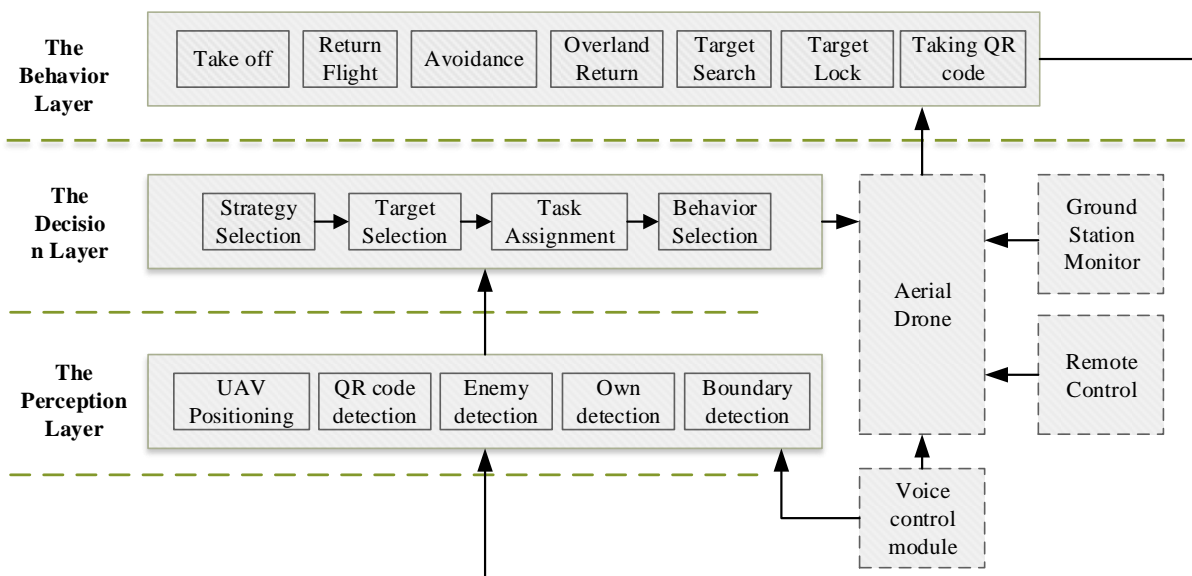 The
Behavior
Layer
Take off
Return
Flight
Avoidance
Overland
Return
Target
Search
Target
Lock
Taking QR
code
The
Decisio
n Layer
Strategy
Selection
Target
Selection
Task
Assignment
Behavior
Selection
Aerial
Drone
Ground
Station
Monitor
The
Perception
Layer
UAV
Positioning
QR code
detection
Enemy
detection
Own
detection
Boundary
detection
Remote
Control
Voice
control
module